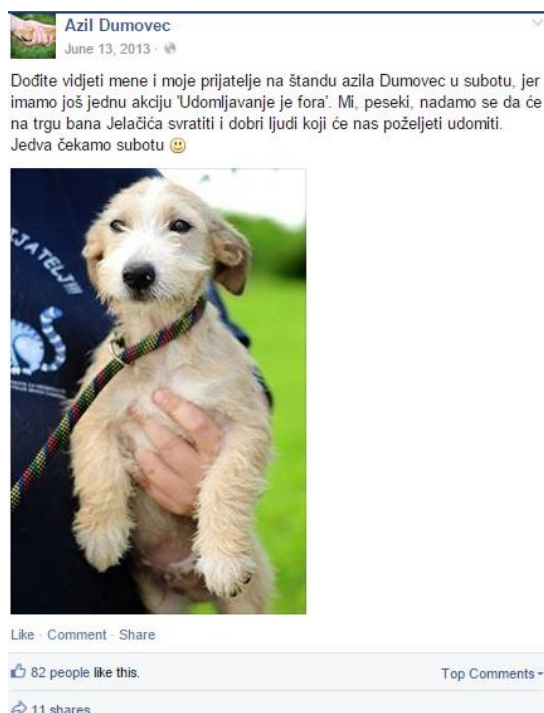 Azil Dumovec
June 13, 2013 ·
Dođite vidjeti mene i moje prijatelje na štandu azila Dumovec u subotu, jer
imamo još jednu akciju 'Udomljavanje je fora'. Mi, peseki, nadamo se da će
na trgu bana Jelačića svratiti i dobri ljudi koji će nas poželjeti udomiti.
Jedva čekamo subotu
Like · Comment · Share
82 people like this.
Top Comments
11 shares